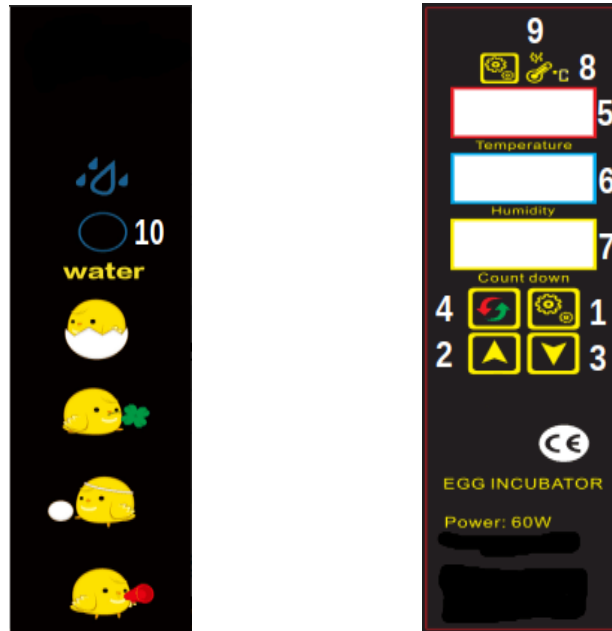 10
water
9
°C 8
5
Temperature
6
Humidity
7
Count down
4 1
2 3
CE
EGG INCUBATOR
Power: 60W